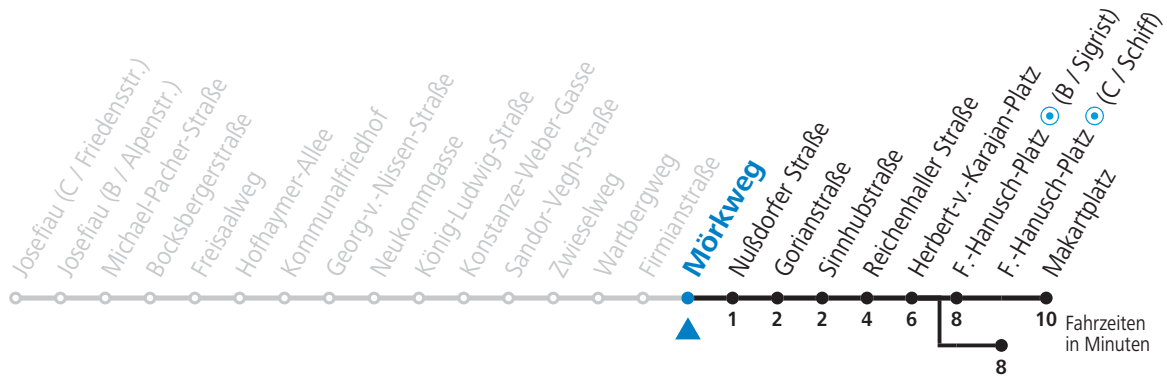 Josefiau (C / Friedensstr.)
Josefiau (B / Alpenstr.)
Michael-Pacher-Straße
Bocksbergerstraße
Freisaalweg
Hofhaymer-Allee
Kommunalfriedhof
Georg-v.-Nissen-Straße
Neukommgasse
König-Ludwig-Straße
Konstanze-Weber-Gasse
Sandor-Vegh-Straße
Zwieselweg
Wartbergweg
Firmianstraße
Mörkweg
Nußdorfer Straße
Gorianstraße
Sinnhubstraße
Reichenhaller Straße
Herbert-v.-Karajan-Platz
F.-Hanusch-Platz (B / Sigrist)
F.-Hanusch-Platz (C / Schiff)
Makartplatz
1 2 2 4 6 8 10
Fahrzeiten
in Minuten
8